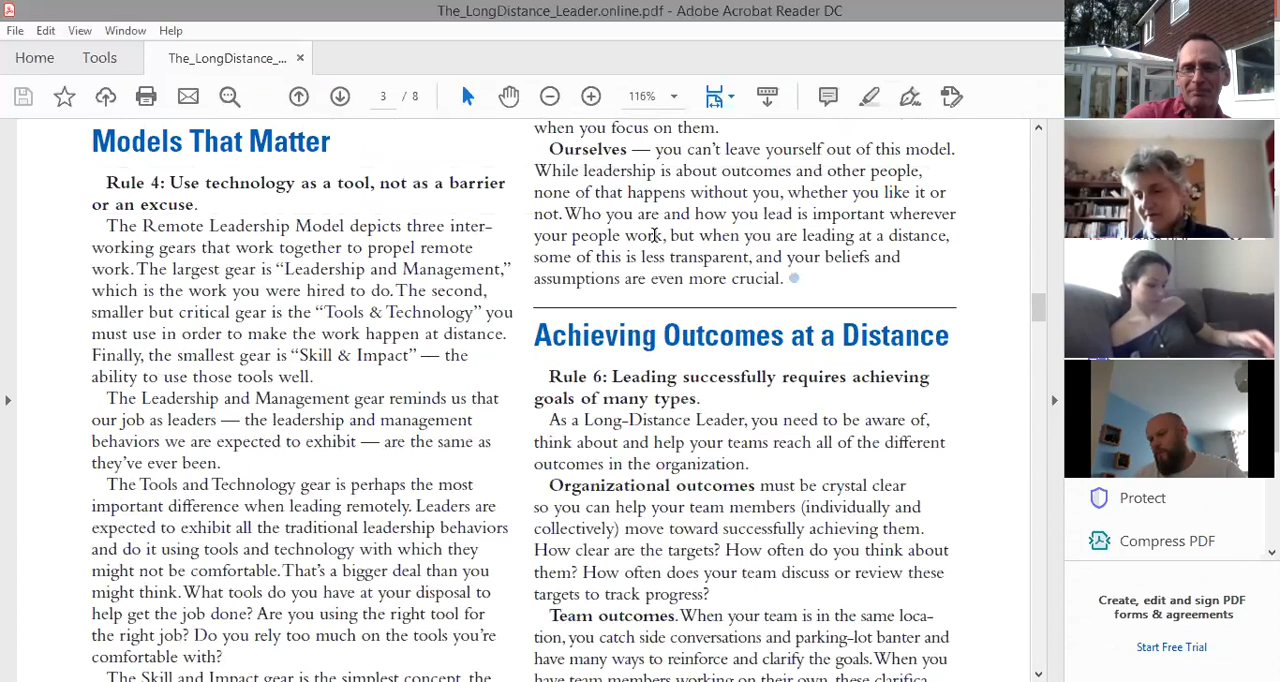 The_LongDistance_Leader.online.pdf - Adobe Acrobat Reader DC
File Edit View Window Help
Home Tools The_LongDistance_... ×
3 / 8 116%
Models That Matter
Rule 4: Use technology as a tool, not as a barrier
or an excuse.
The Remote Leadership Model depicts three inter-
working gears that work together to propel remote
work. The largest gear is “Leadership and Management,”
which is the work you were hired to do. The second,
smaller but critical gear is the “Tools & Technology” you
must use in order to make the work happen at distance.
Finally, the smallest gear is “Skill & Impact” — the
ability to use those tools well.
The Leadership and Management gear reminds us that
our job as leaders — the leadership and management
behaviors we are expected to exhibit — are the same as
they’ve ever been.
The Tools and Technology gear is perhaps the most
important difference when leading remotely. Leaders are
expected to exhibit all the traditional leadership behaviors
and do it using tools and technology with which they
might not be comfortable. That’s a bigger deal than you
might think. What tools do you have at your disposal to
help get the job done? Are you using the right tool for
the right job? Do you rely too much on the tools you’re
comfortable with?
The Skill and Impact gear is the simplest concept, the
when you focus on them.
Ourselves — you can’t leave yourself out of this model.
While leadership is about outcomes and other people,
none of that happens without you, whether you like it or
not. Who you are and how you lead is important wherever
your people work, but when you are leading at a distance,
some of this is less transparent, and your beliefs and
assumptions are even more crucial.
Achieving Outcomes at a Distance
Rule 6: Leading successfully requires achieving
goals of many types.
As a Long-Distance Leader, you need to be aware of,
think about and help your teams reach all of the different
outcomes in the organization.
Organizational outcomes must be crystal clear
so you can help your team members (individually and
collectively) move toward successfully achieving them.
How clear are the targets? How often do you think about
them? How often does your team discuss or review these
targets to track progress?
Team outcomes. When your team is in the same loca-
tion, you catch side conversations and parking-lot banter and
have many ways to reinforce and clarify the goals. When you
have team members working on their own, these clarifica-
Protect
Compress PDF
Create, edit and sign PDF
forms & agreements
Start Free Trial